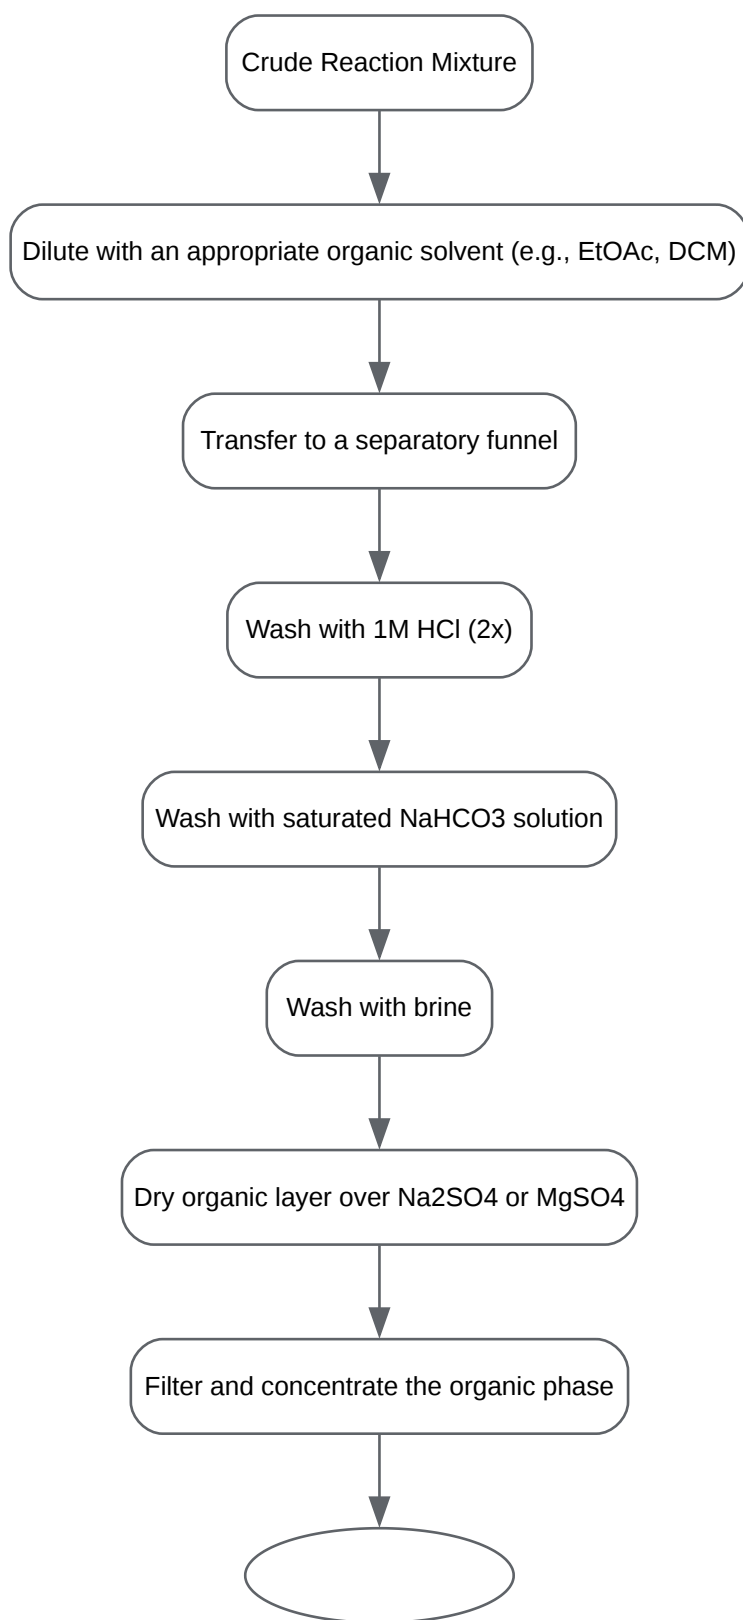 Crude Reaction Mixture
Dilute with an appropriate organic solvent (e.g., EtOAc, DCM)
Transfer to a separatory funnel
Wash with 1M HCl (2x)
Wash with saturated NaHCO3 solution
Wash with brine
Dry organic layer over Na2SO4 or MgSO4
Filter and concentrate the organic phase